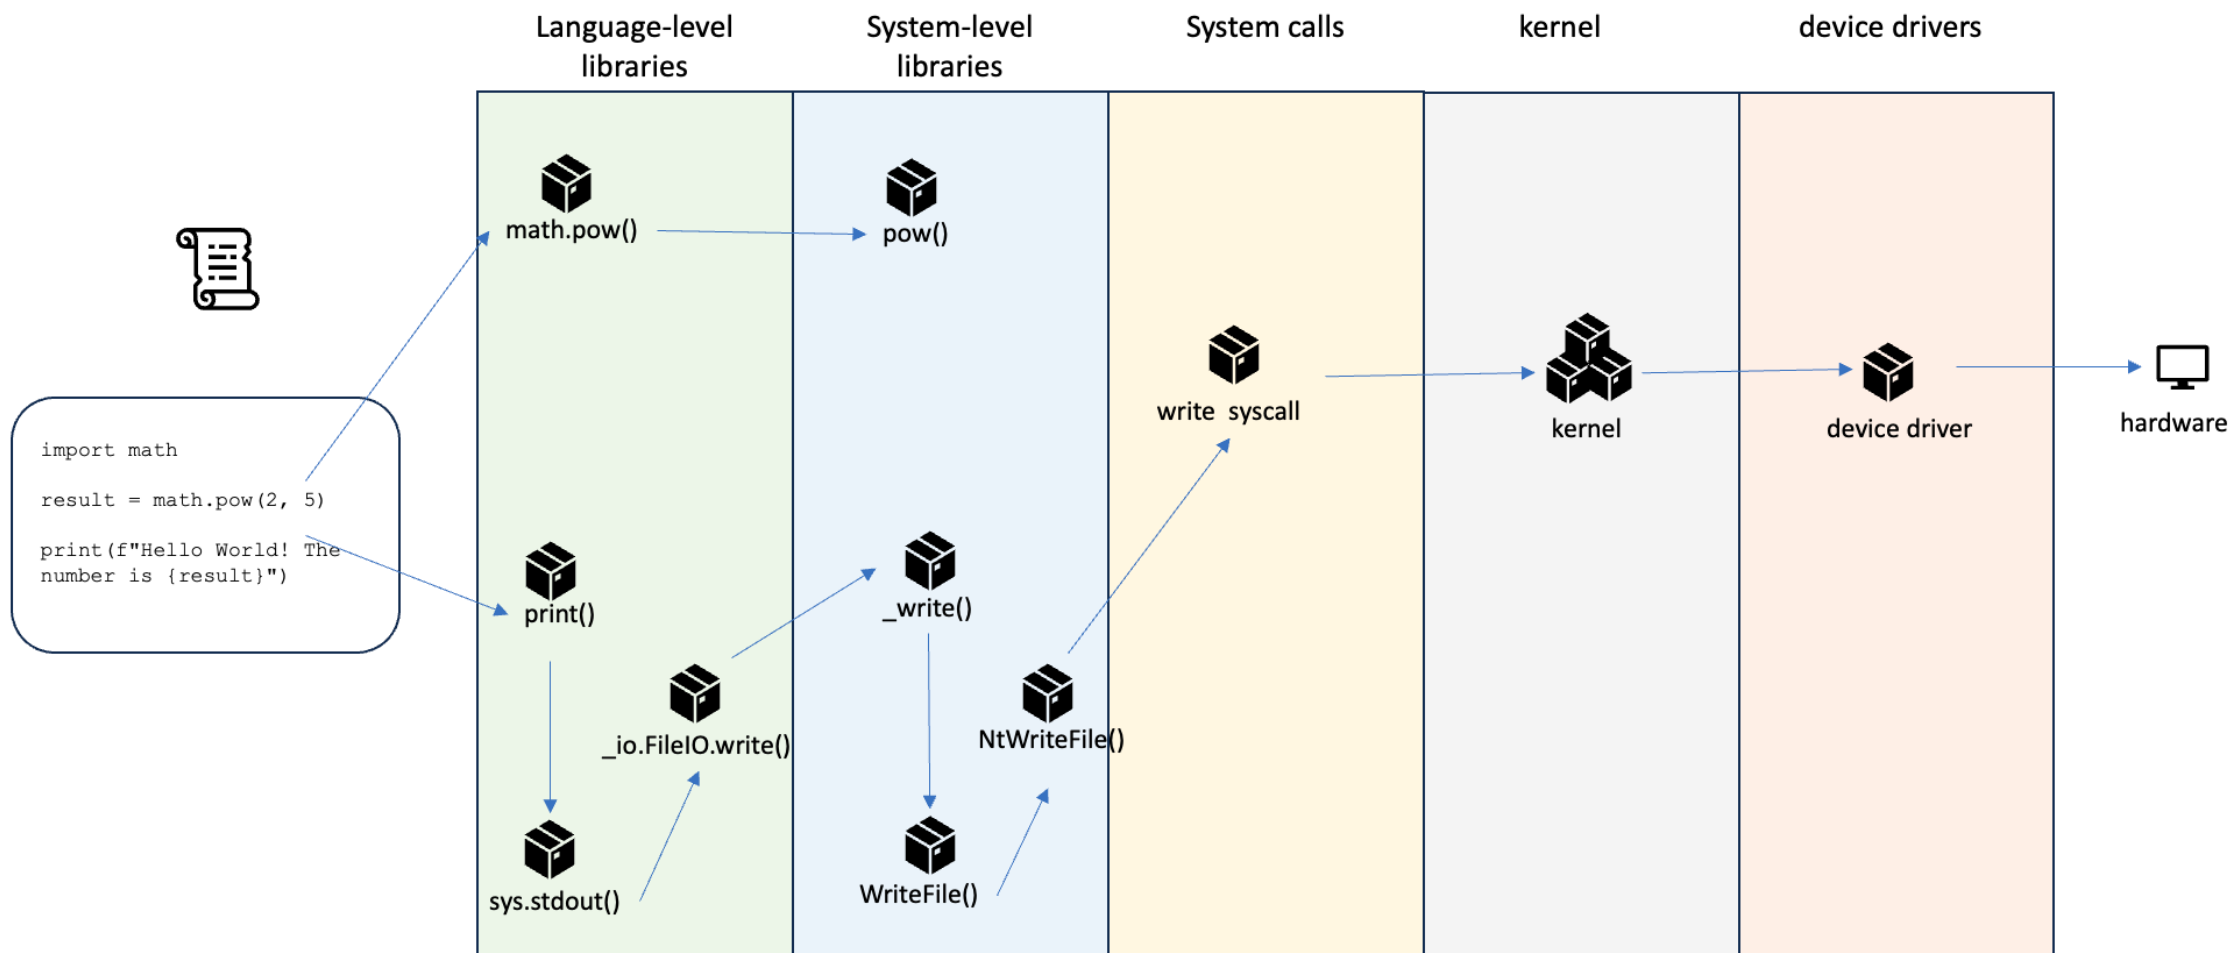 Language-level
libraries
System-level
libraries
System calls
kernel
device drivers
math.pow()
pow()
import math
result = math.pow(2, 5)
print(f"Hello World! The
number is {result}")
write  syscall
kernel
device driver
hardware
print()
_write()
_io.FileIO.write()
NtWriteFile()
sys.stdout()
WriteFile()